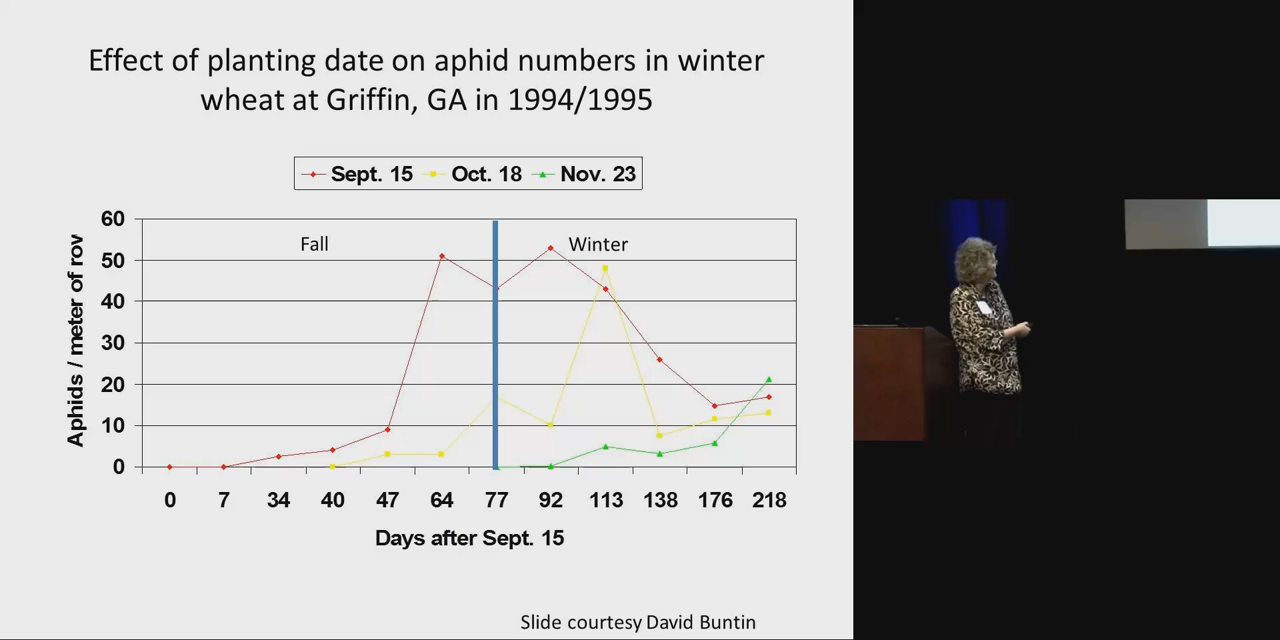 Effect of planting date on aphid numbers in winter
wheat at Griffin, GA in 1994/1995
Sept. 15 Oct. 18 Nov. 23
Fall Winter
Aphids / meter of rov
60
50
40
30
20
10
0
0 7 34 40 47 64 77 92 113 138 176 218
Days after Sept. 15
Slide courtesy David Buntin